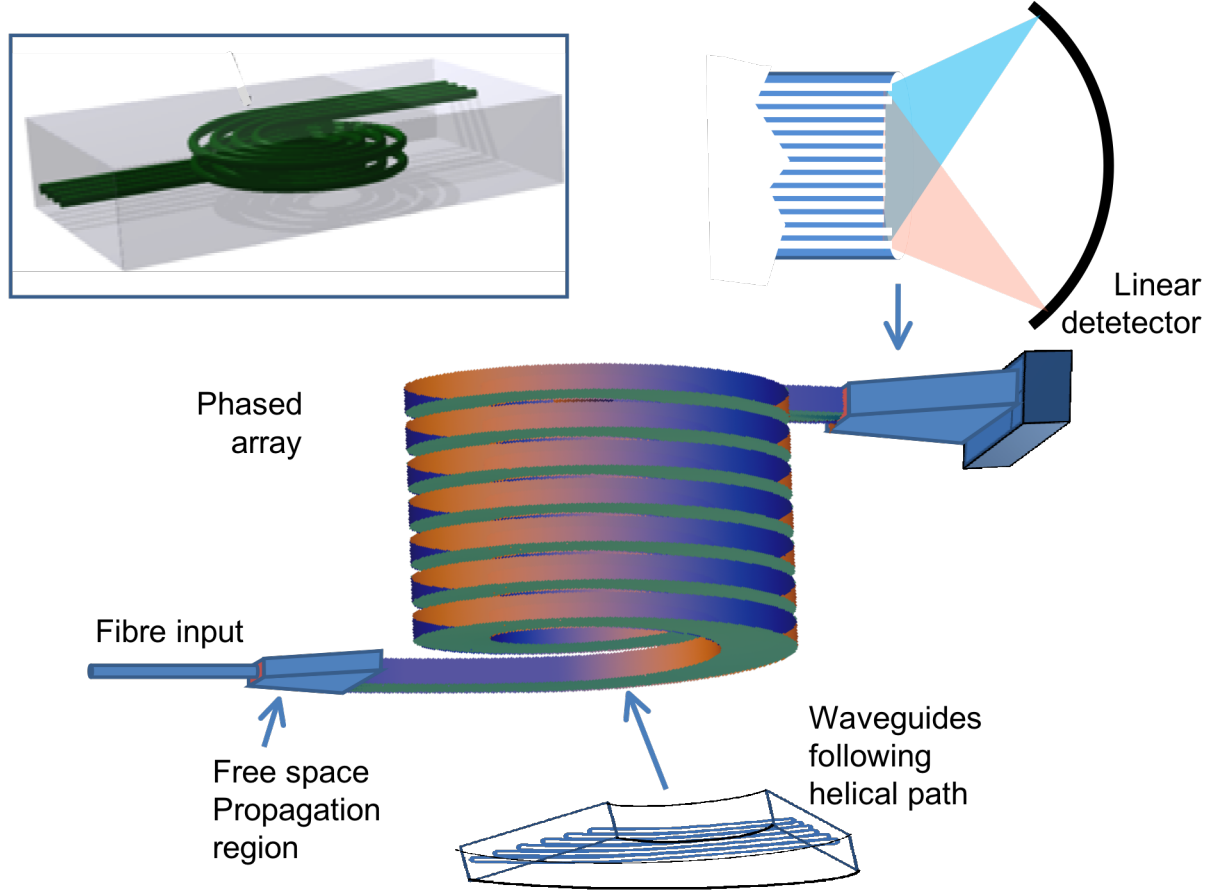 Linear
detetector
Phased
array
Fibre input
Free space
Propagation
region
Waveguides
following
helical path